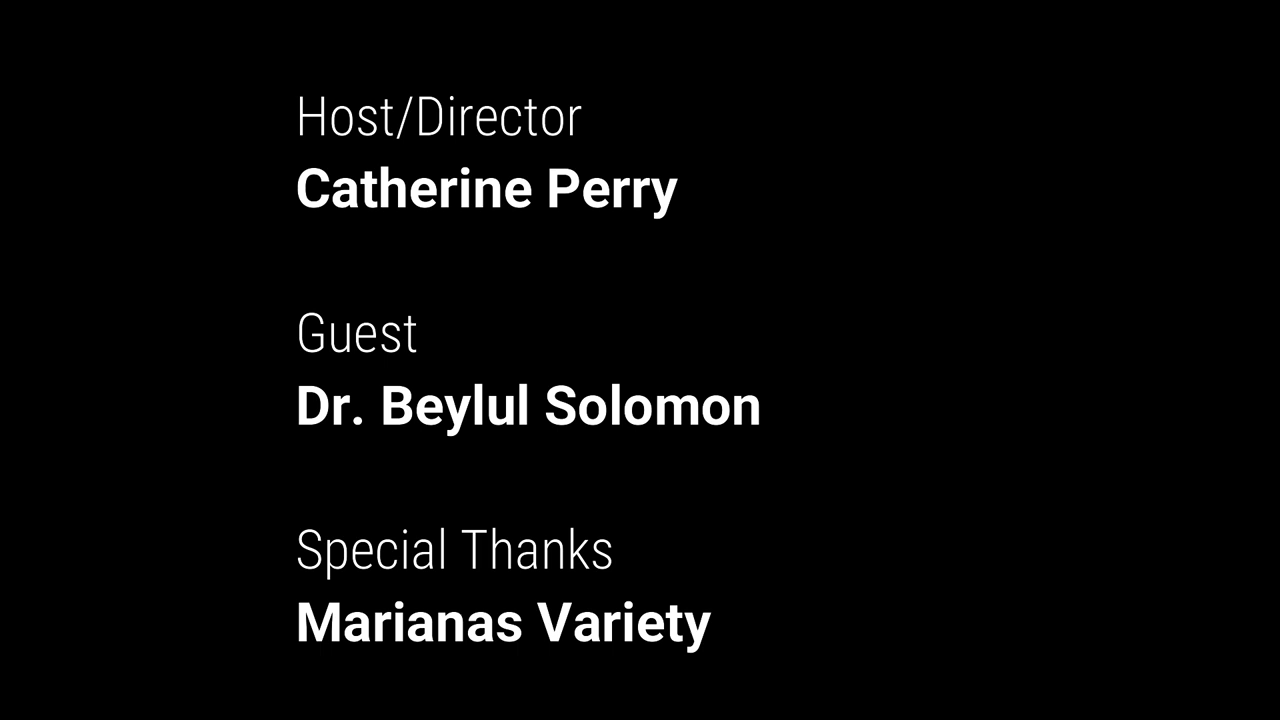 Host/Director
Catherine Perry
Guest
Dr. Beylul Solomon
Special Thanks
Marianas Variety